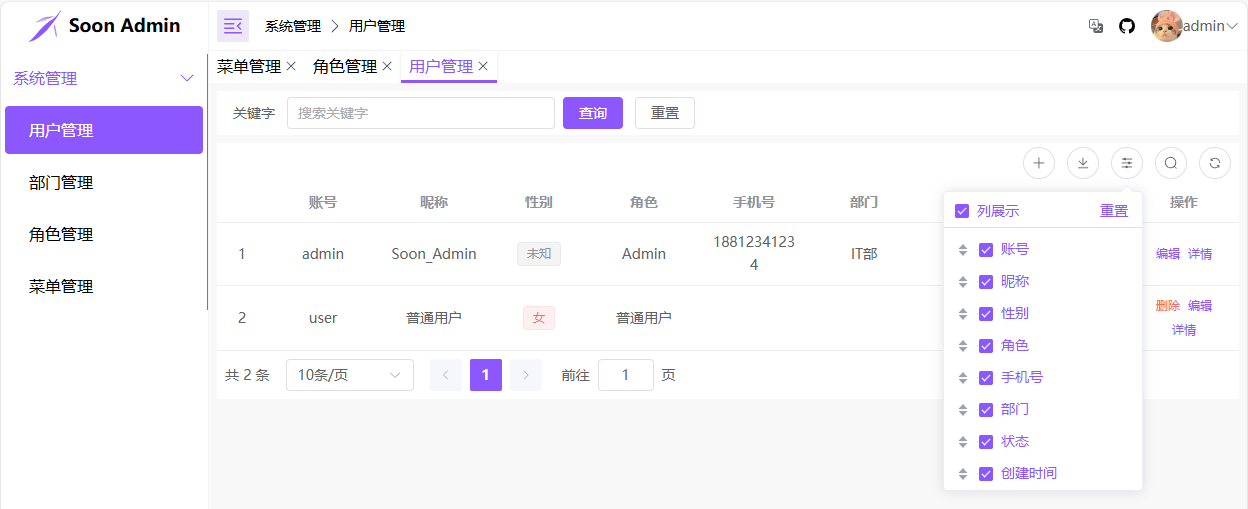 Soon Admin
系统管理 > 用户管理
admin
系统管理
用户管理
部门管理
角色管理
菜单管理
菜单管理 角色管理 用户管理
关键字 搜索关键字 查询 重置
账号 昵称 性别 角色 手机号 部门 操作
1 admin Soon_Admin 未知 Admin 1881234123
4 IT部 编辑 详情
2 user 普通用户 女 普通用户 删除 编辑
详情
共 2 条 10条/页 1 前往 1 页
列展示 重置
账号
昵称
性别
角色
手机号
部门
状态
创建时间